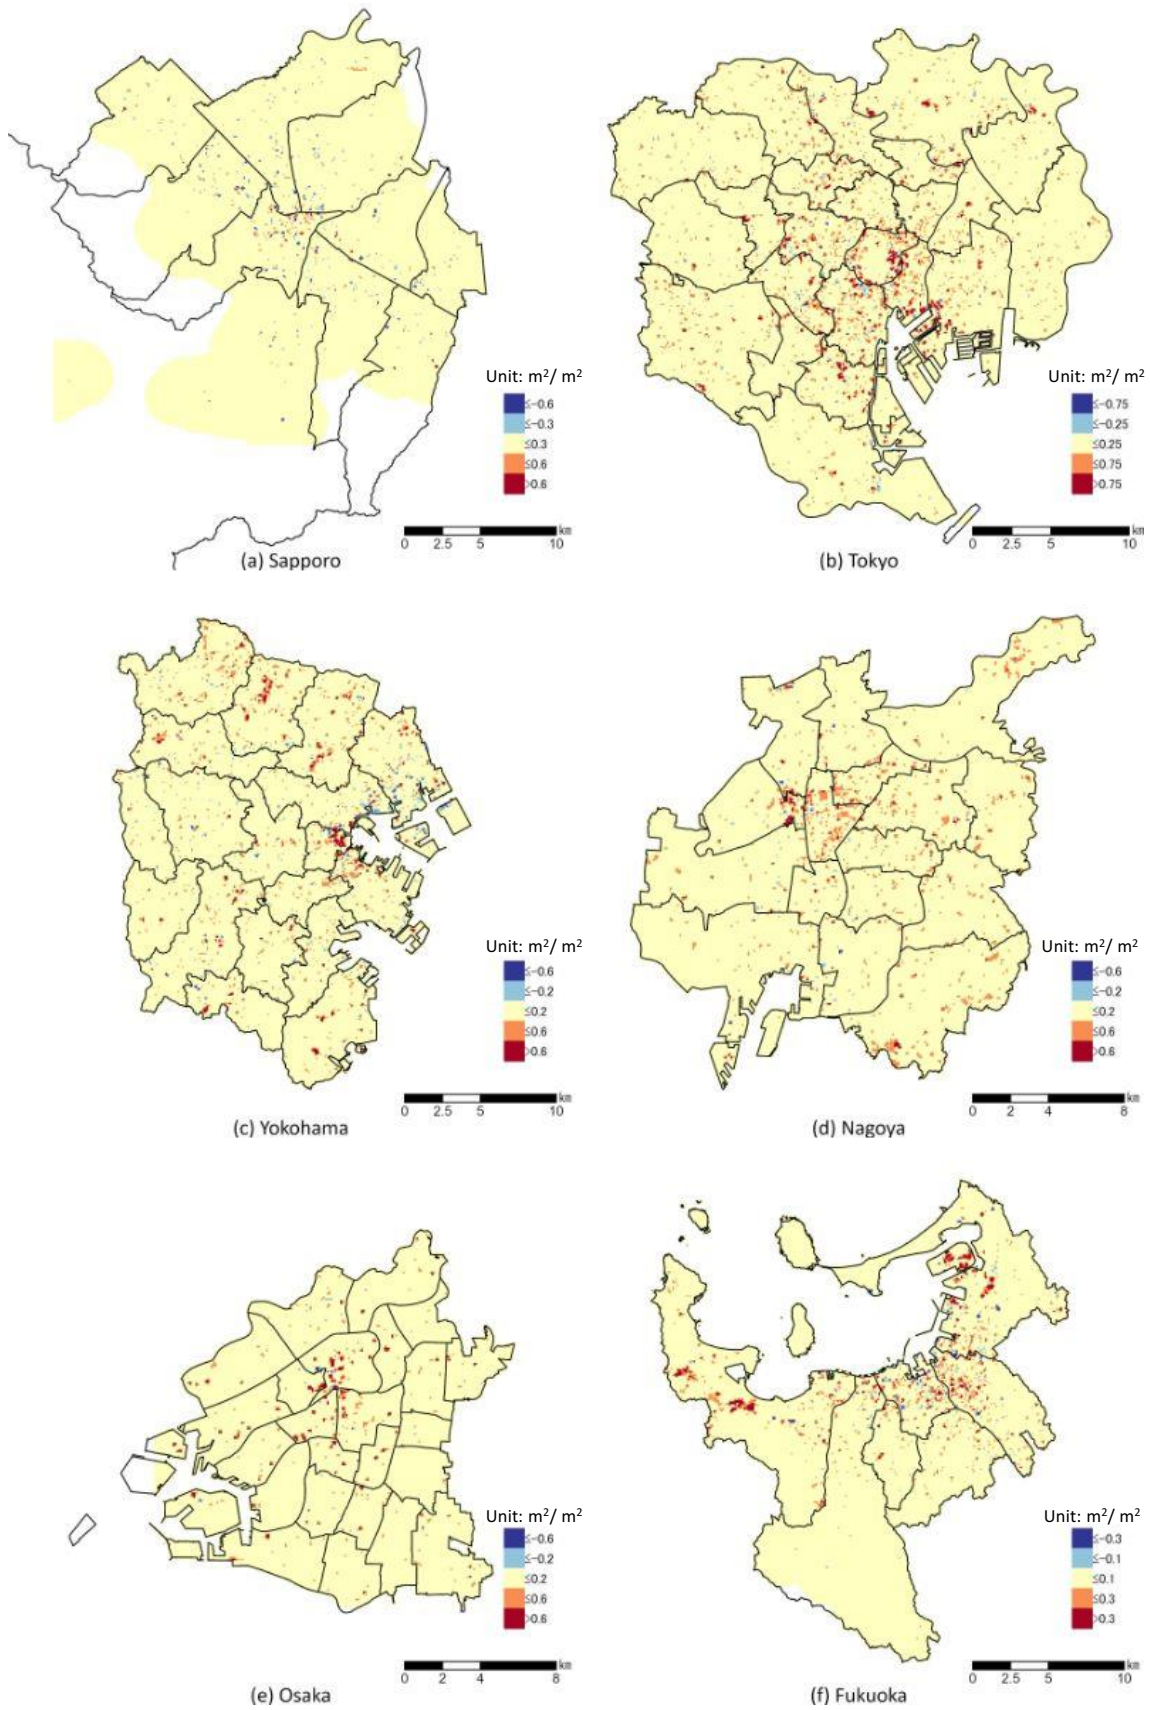 Unit: m²/ m²
≤-0.6
≤-0.3
≤0.3
≤0.6
>0.6
km
0 2.5 5 10
(a) Sapporo
Unit: m²/ m²
≤-0.75
≤-0.25
≤0.25
≤0.75
>0.75
km
0 2.5 5 10
(b) Tokyo
Unit: m²/ m²
≤-0.6
≤-0.2
≤0.2
≤0.6
>0.6
km
0 2.5 5 10
(c) Yokohama
Unit: m²/ m²
≤-0.6
≤-0.2
≤0.2
≤0.6
>0.6
km
0 2 4 8
(d) Nagoya
Unit: m²/ m²
≤-0.6
≤-0.2
≤0.2
≤0.6
>0.6
km
0 2 4 8
(e) Osaka
Unit: m²/ m²
≤-0.3
≤-0.1
≤0.1
≤0.3
>0.3
km
0 2.5 5 10
(f) Fukuoka